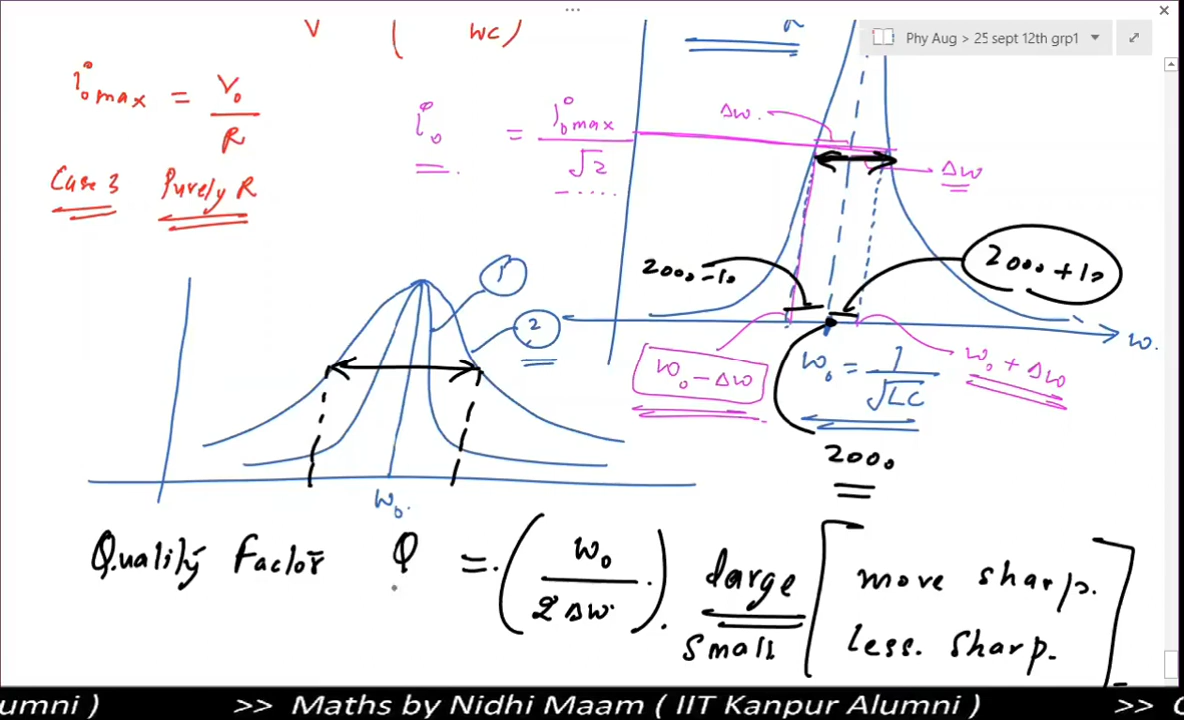 Phy Aug > 25 sept 12th grp1
V ( wc)
R
i₀max = V₀/R
i₀ = i₀max/√2
Case 3 Purely R
Δw.
Δw
2000-10
2000+10
w.
w₀-Δw
w₀ = 1/√LC
w₀+Δw
2000
1
2
w₀.
Quality Factor Q = (w₀/2Δw). large [more sharp.
small less. sharp.]
umni ) >> Maths by Nidhi Maam ( IIT Kanpur Alumni ) >> C